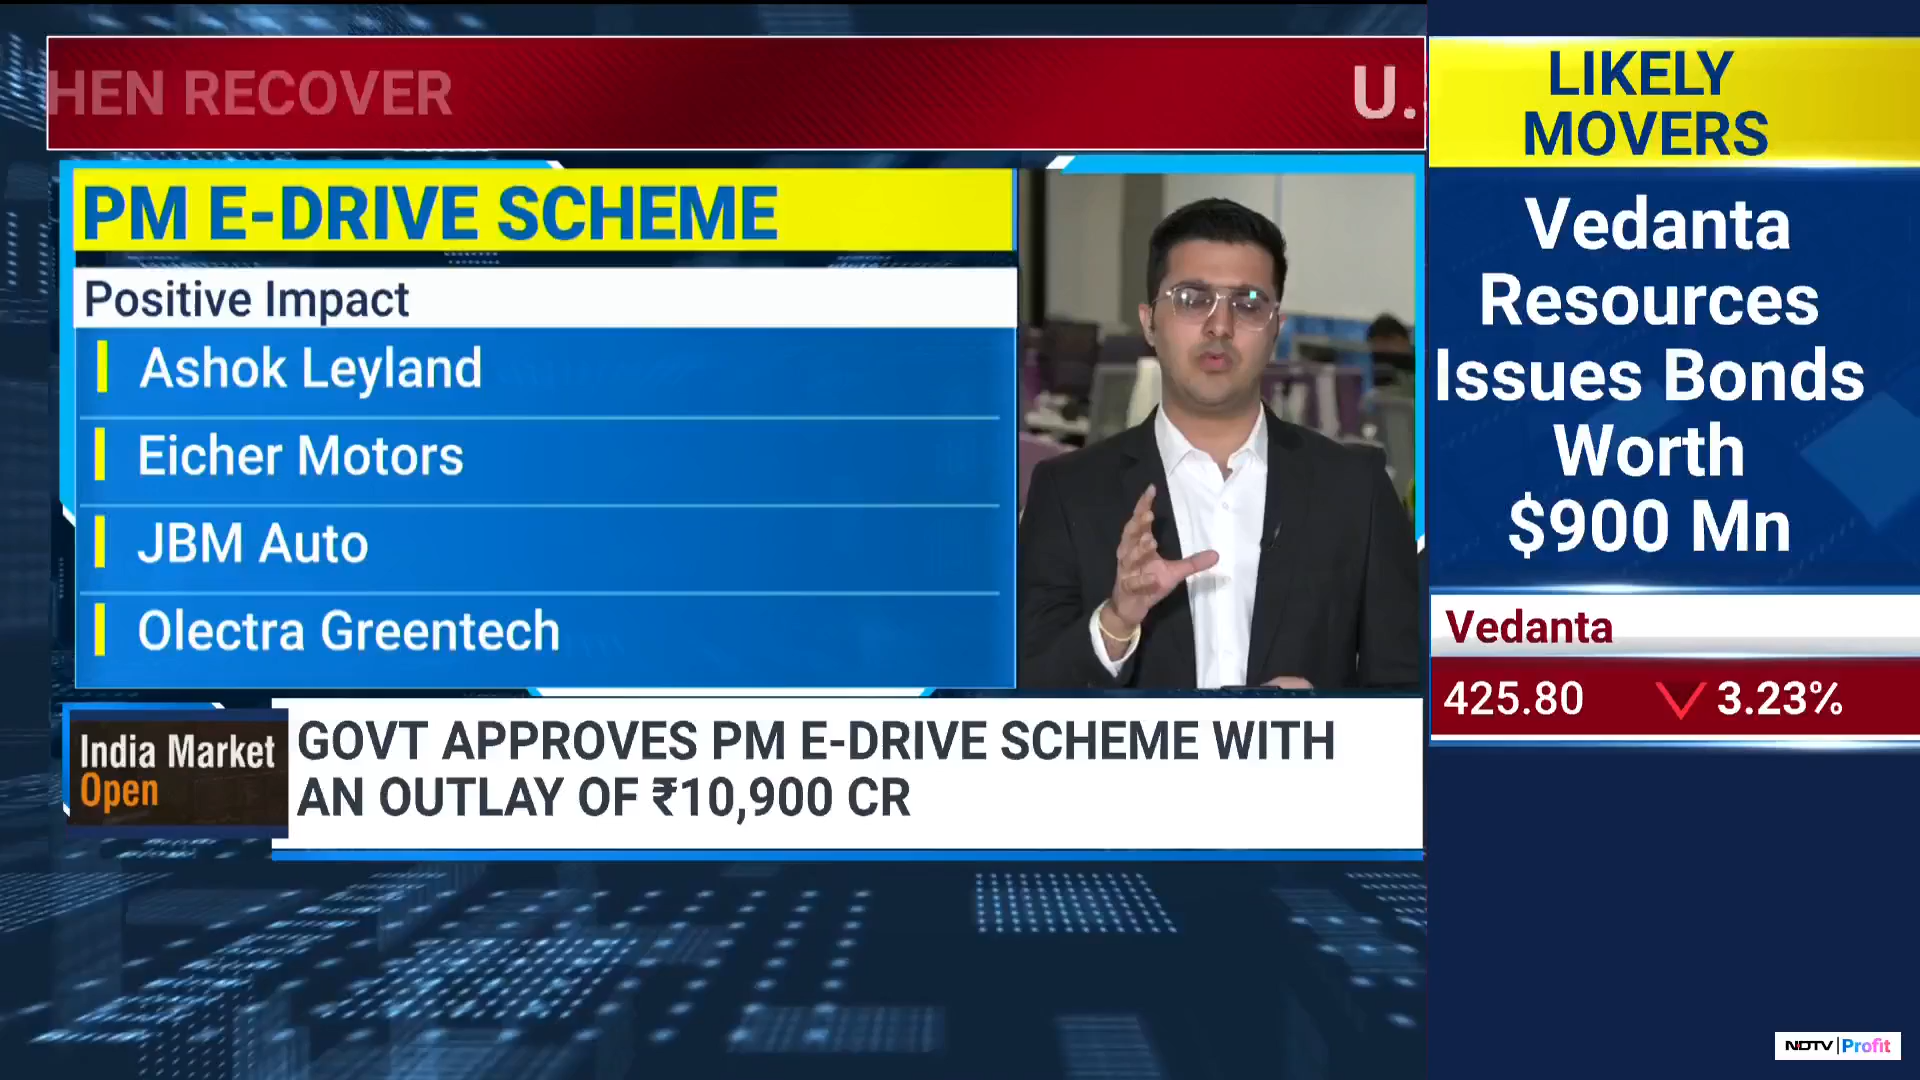 HEN RECOVER
U.
PM E-DRIVE SCHEME
Positive Impact
Ashok Leyland
Eicher Motors
JBM Auto
Olectra Greentech
India Market
Open
GOVT APPROVES PM E-DRIVE SCHEME WITH
AN OUTLAY OF ₹10,900 CR
LIKELY
MOVERS
Vedanta
Resources
Issues Bonds
Worth
$900 Mn
Vedanta
425.80 3.23%
NDTV Profit